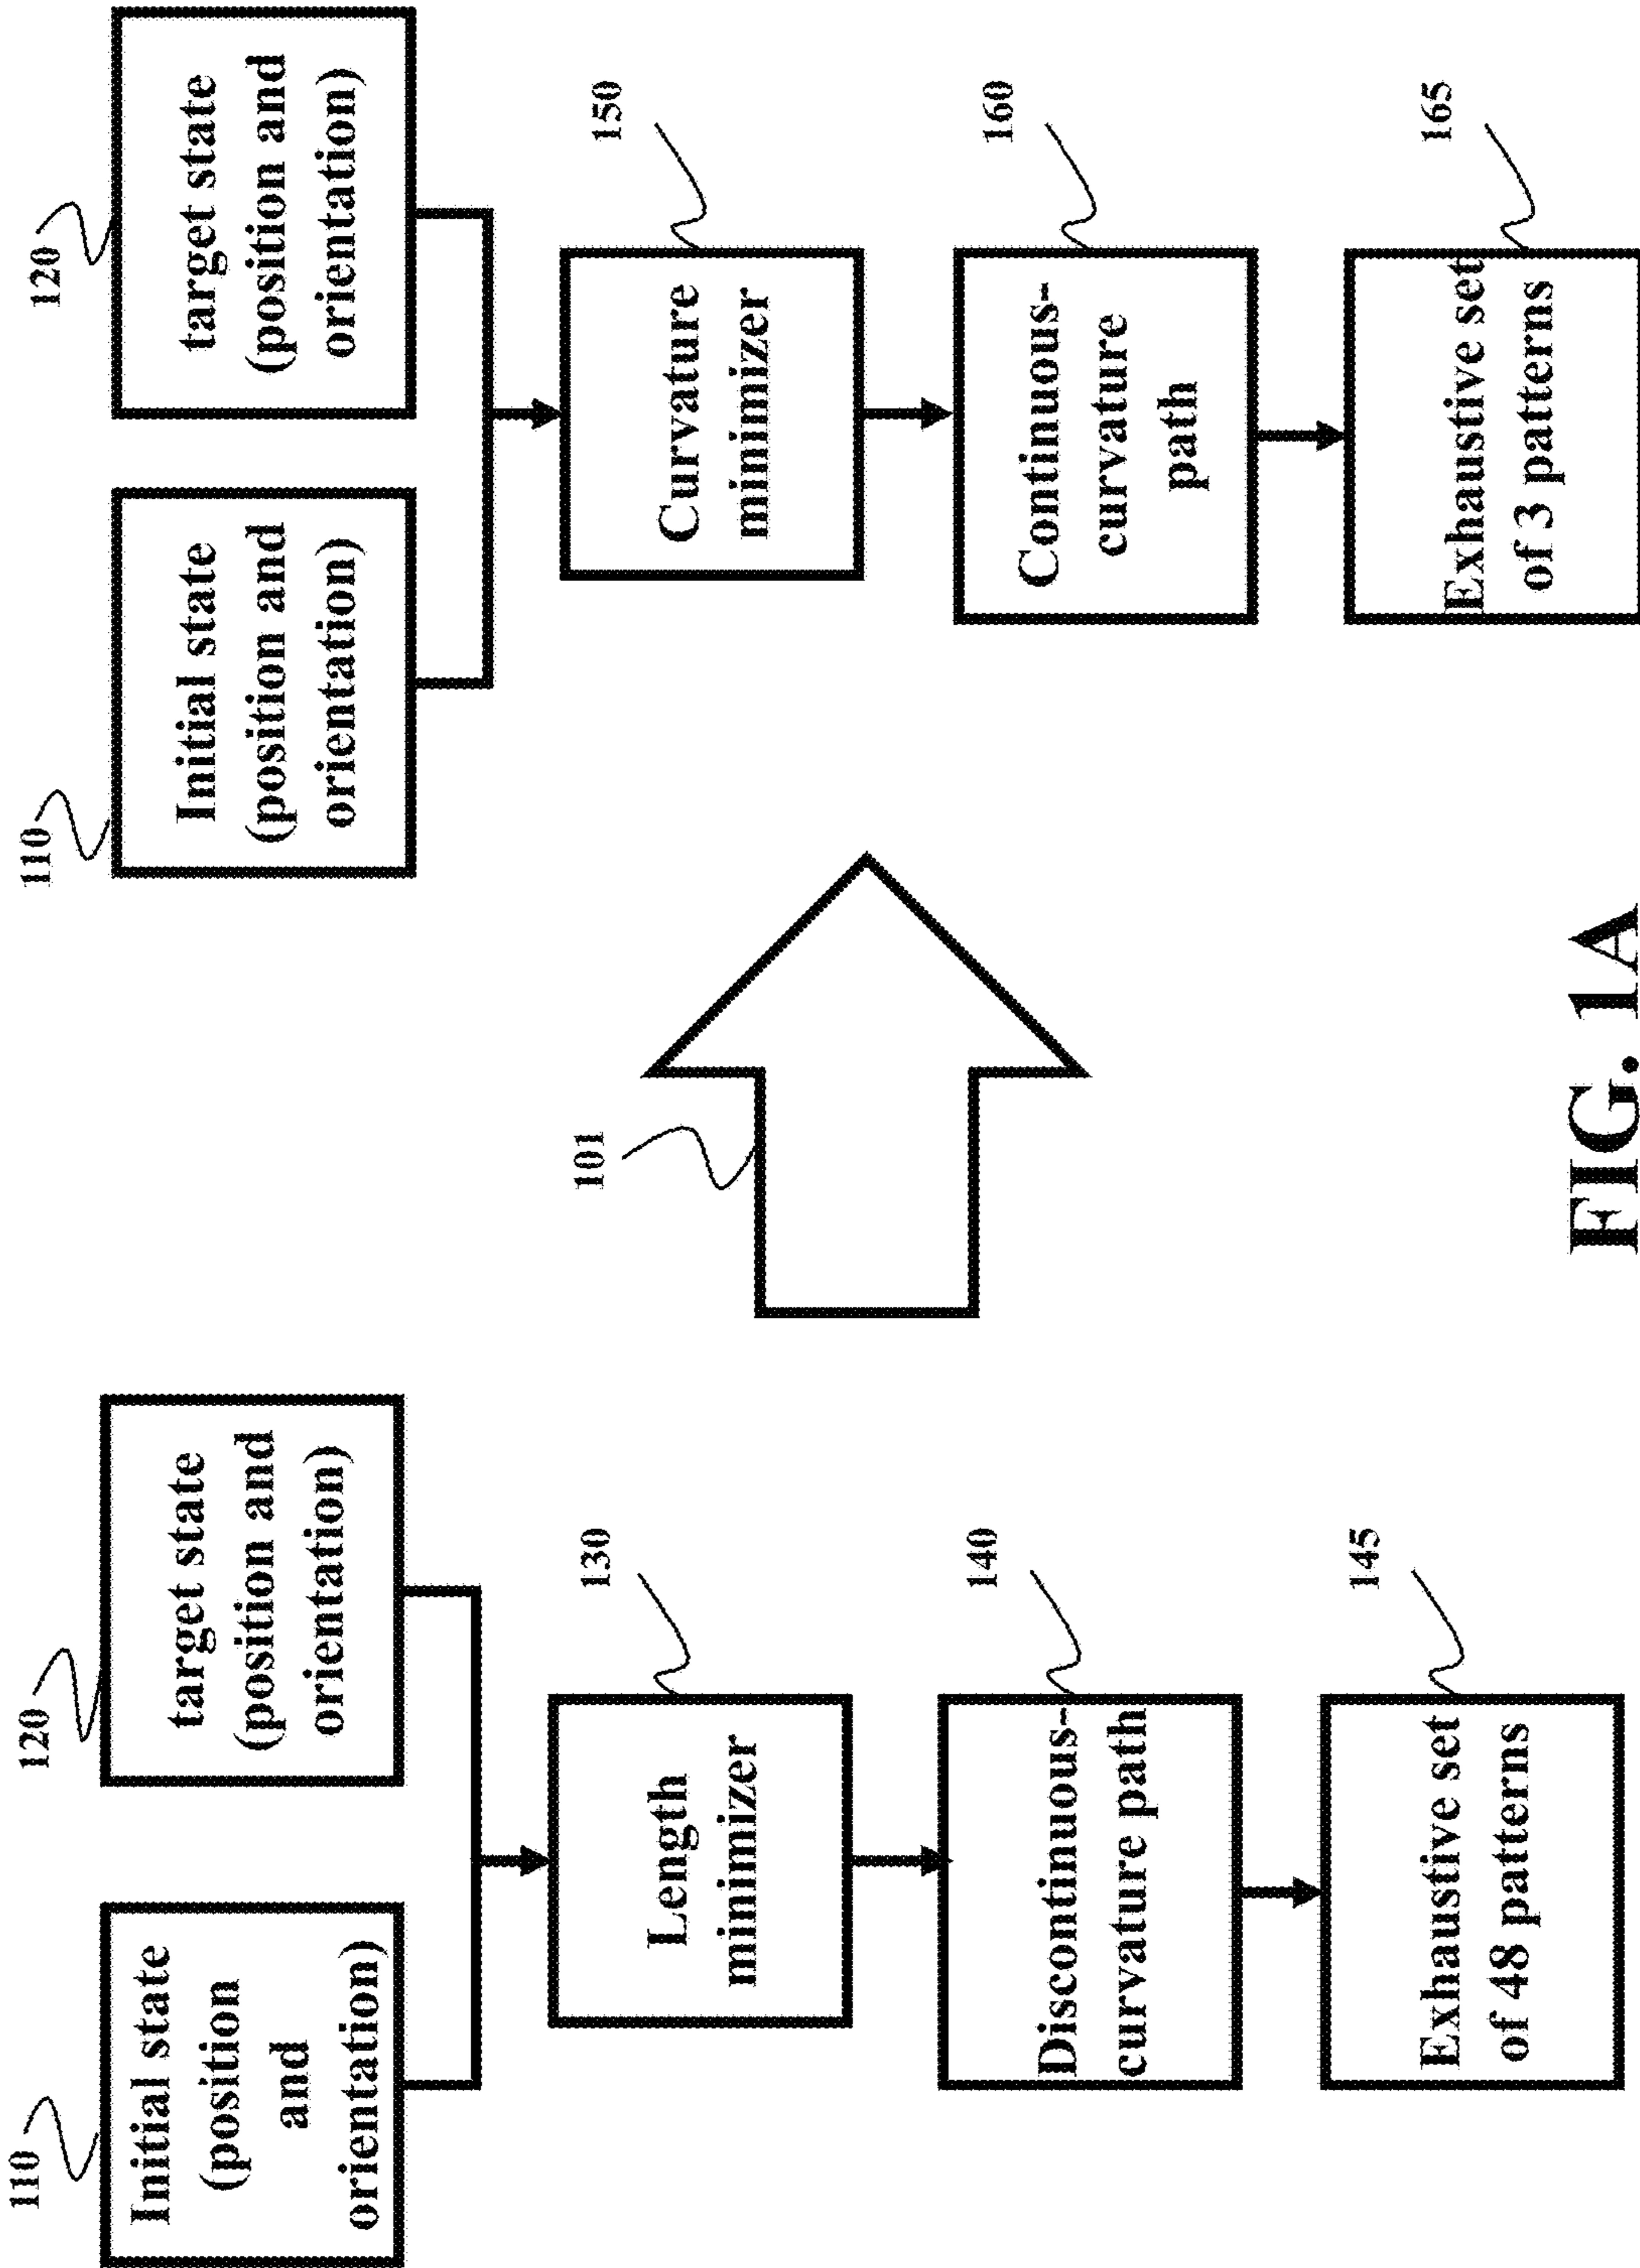 110
Initial state
(position
and
orientation)
120
target state
(position and
orientation)
130
Length
minimizer
140
Discontinuous-
curvature path
145
Exhaustive set
of 48 patterns
101
110
Initial state
(position and
orientation)
120
target state
(position and
orientation)
150
Curvature
minimizer
160
Continuous-
curvature
path
165
Exhaustive set
of 3 patterns
FIG. 1A